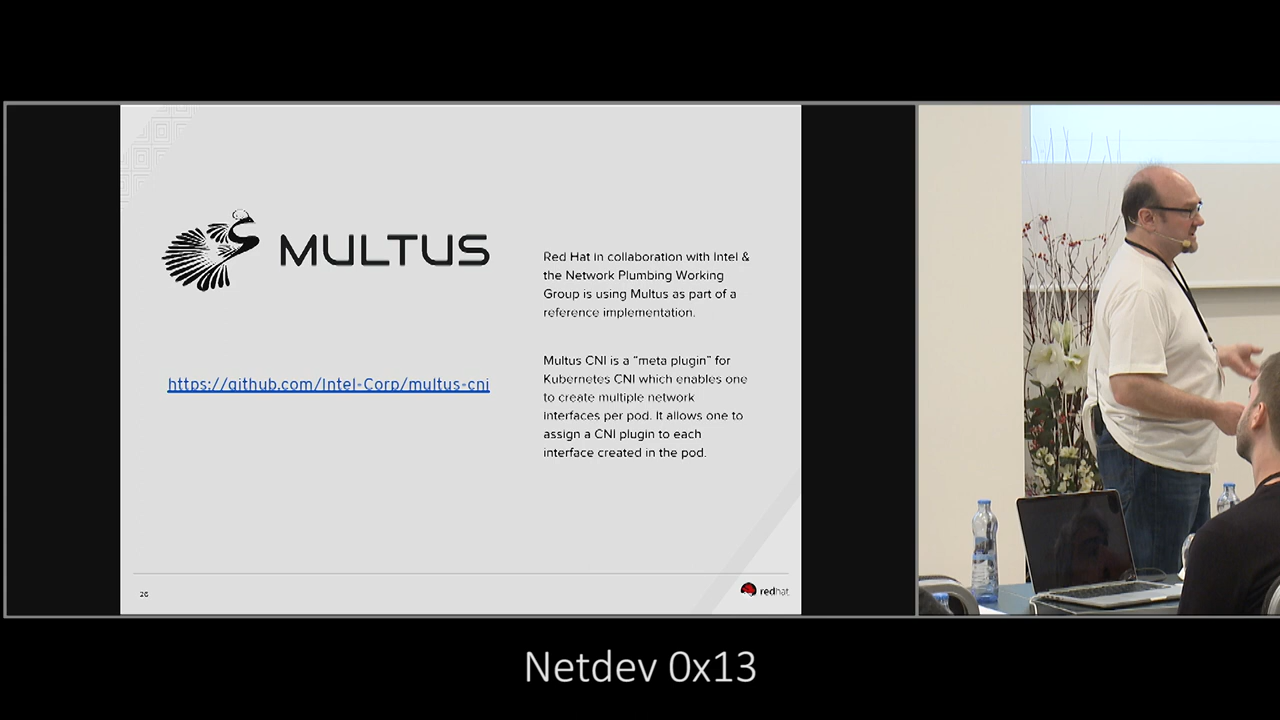 MULTUS
https://github.com/Intel-Corp/multus-cni
Red Hat in collaboration with Intel &
the Network Plumbing Working
Group is using Multus as part of a
reference implementation.
Multus CNI is a “meta plugin” for
Kubernetes CNI which enables one
to create multiple network
interfaces per pod. It allows one to
assign a CNI plugin to each
interface created in the pod.
26
redhat
Netdev 0x13